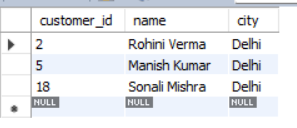 customer_id name city
2 Rohini Verma Delhi
5 Manish Kumar Delhi
18 Sonali Mishra Delhi
NULL NULL NULL